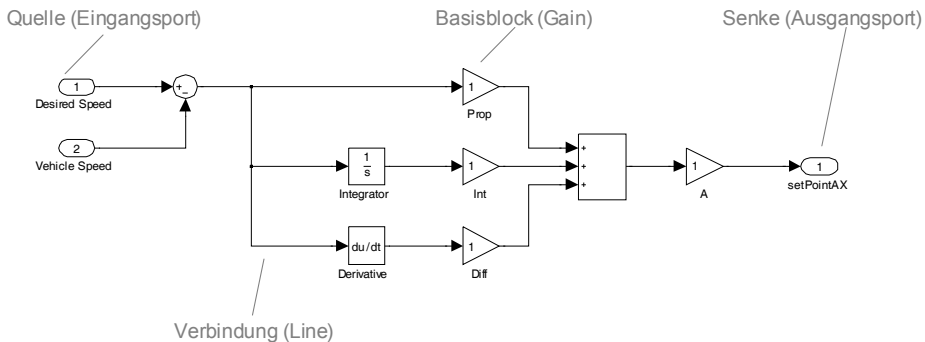 Quelle (Eingangsport)
Basisblock (Gain)
Senke (Ausgangsport)
1
Desired Speed
+
-
1
Prop
2
Vehicle Speed
1
s
Integrator
1
Int
+
+
+
1
A
1
setPointAX
du/dt
Derivative
1
Diff
Verbindung (Line)